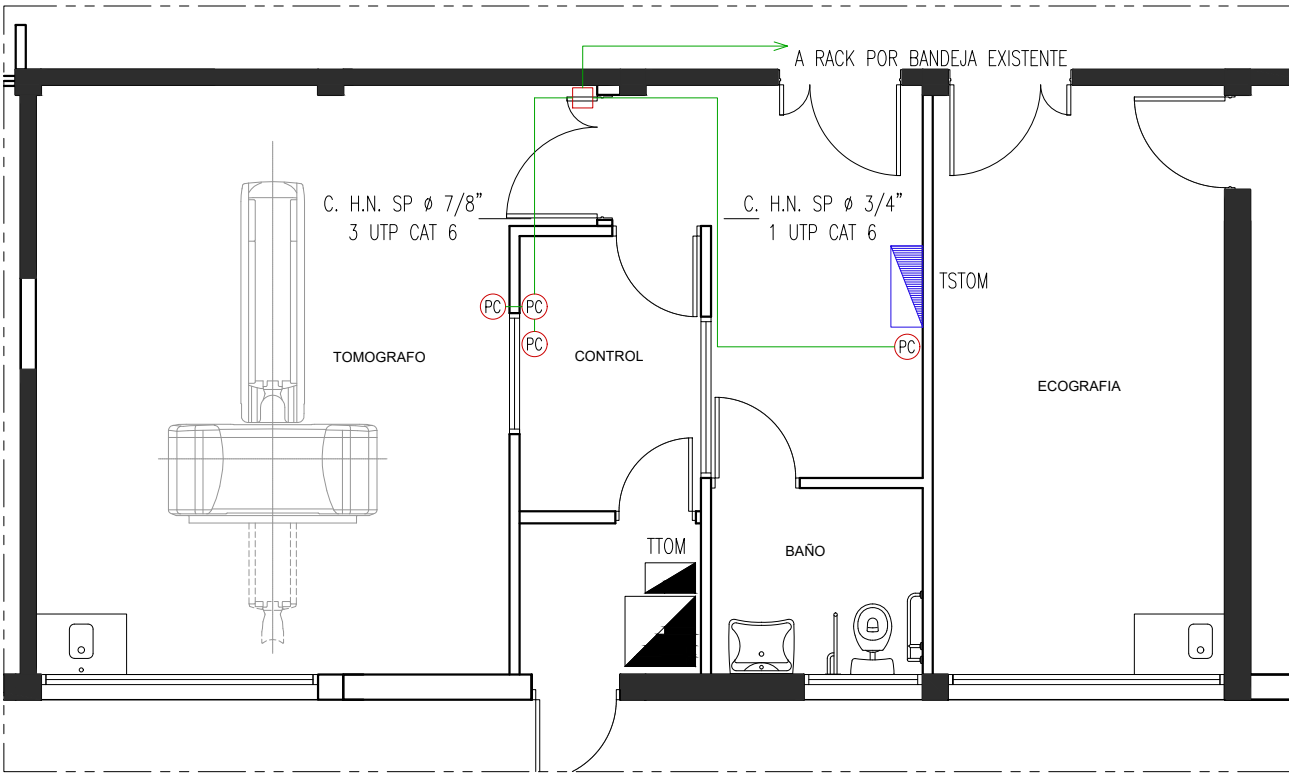 A RACK POR BANDEJA EXISTENTE
C. H.N. SP ø 7/8”
3 UTP CAT 6
C. H.N. SP ø 3/4”
1 UTP CAT 6
TSTOM
PC
PC
PC
PC
TOMOGRAFO
CONTROL
ECOGRAFIA
TTOM
BAÑO